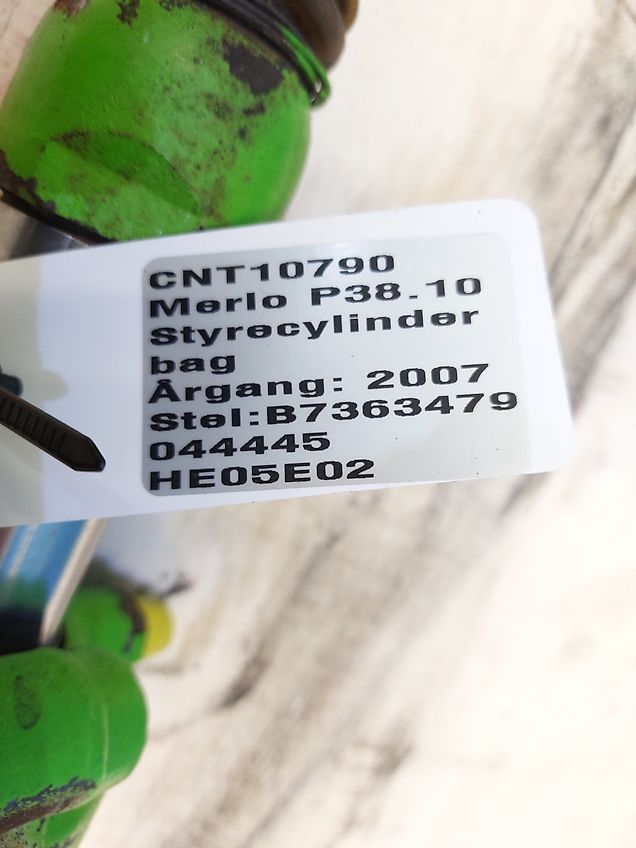 CNT10790
Merlo P38.10
Styrecylinder
bag
Årgang: 2007
Stel:B7363479
044445
HE05E02